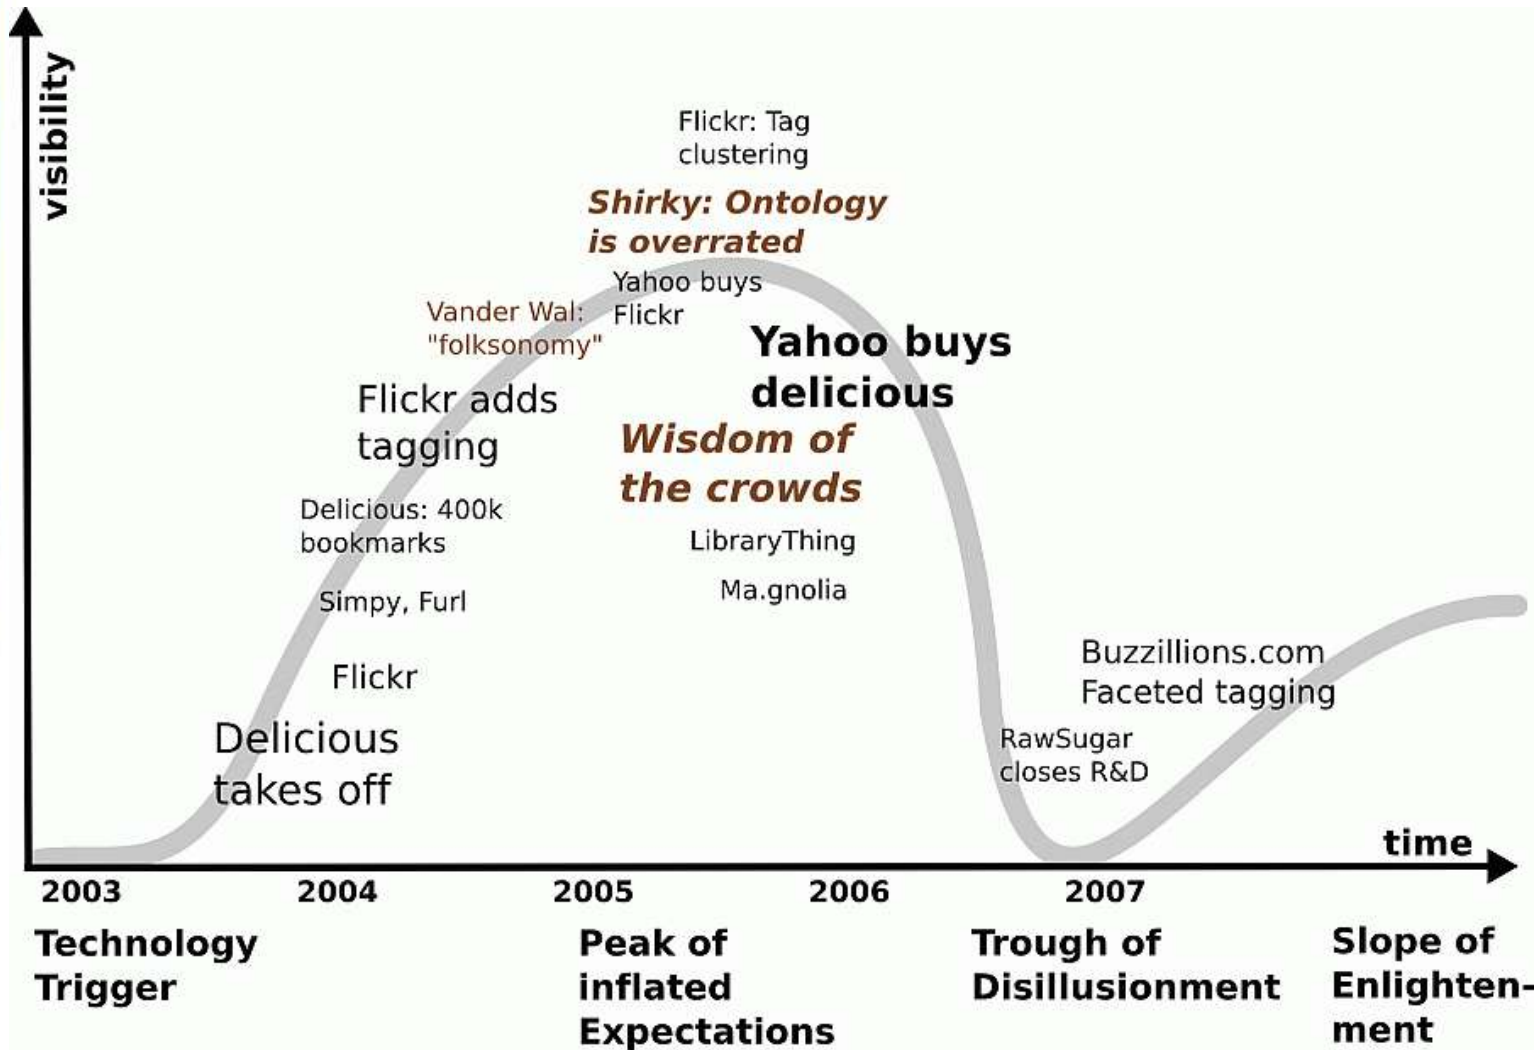 visibility
Flickr: Tag
clustering
Shirky: Ontology
is overrated
Yahoo buys
Flickr
Vander Wal:
"folksonomy"
Yahoo buys
delicious
Flickr adds
tagging
Wisdom of
the crowds
Delicious: 400k
bookmarks
LibraryThing
Ma.gnolia
Simpy, Furl
Flickr
Delicious
takes off
Buzzillions.com
Faceted tagging
RawSugar
closes R&D
time
2003 2004 2005 2006 2007
Technology
Trigger
Peak of
inflated
Expectations
Trough of
Disillusionment
Slope of
Enlighten-
ment